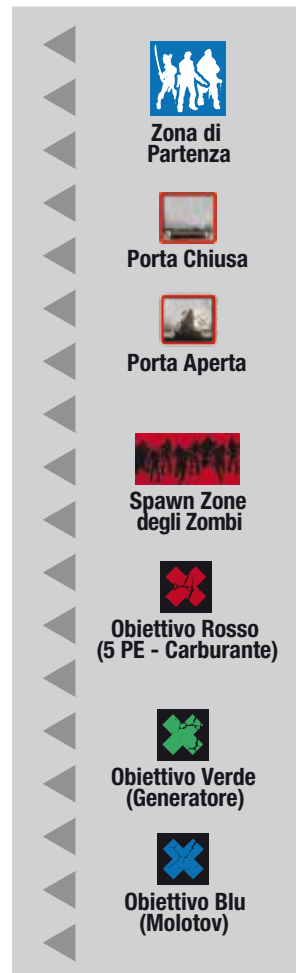 Zona di
Partenza
Porta Chiusa
Porta Aperta
Spawn Zone
degli Zombi
Obiettivo Rosso
(5 PE - Carburante)
Obiettivo Verde
(Generatore)
Obiettivo Blu
(Molotov)